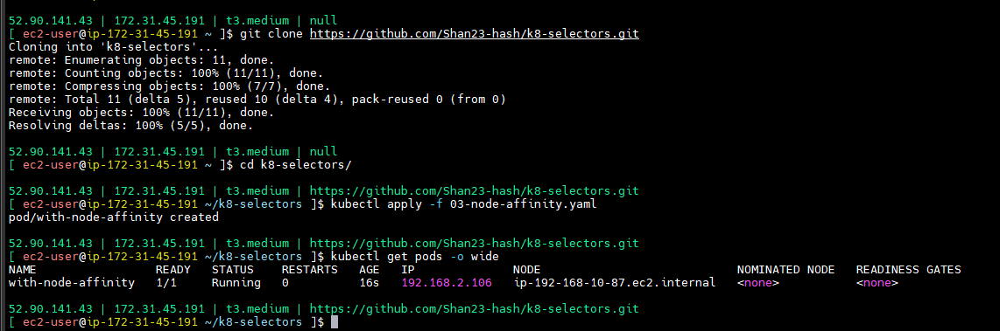 52.90.141.43 | 172.31.45.191 | t3.medium | null
[ ec2-user@ip-172-31-45-191 ~ ]$ git clone https://github.com/Shan23-hash/k8-selectors.git
Cloning into 'k8-selectors'...
remote: Enumerating objects: 11, done.
remote: Counting objects: 100% (11/11), done.
remote: Compressing objects: 100% (7/7), done.
remote: Total 11 (delta 5), reused 10 (delta 4), pack-reused 0 (from 0)
Receiving objects: 100% (11/11), done.
Resolving deltas: 100% (5/5), done.
52.90.141.43 | 172.31.45.191 | t3.medium | null
[ ec2-user@ip-172-31-45-191 ~ ]$ cd k8-selectors/
52.90.141.43 | 172.31.45.191 | t3.medium | https://github.com/Shan23-hash/k8-selectors.git
[ ec2-user@ip-172-31-45-191 ~/k8-selectors ]$ kubectl apply -f 03-node-affinity.yaml
pod/with-node-affinity created
52.90.141.43 | 172.31.45.191 | t3.medium | https://github.com/Shan23-hash/k8-selectors.git
[ ec2-user@ip-172-31-45-191 ~/k8-selectors ]$ kubectl get pods -o wide
NAME READY STATUS RESTARTS AGE IP NODE NOMINATED NODE READINESS GATES
with-node-affinity 1/1 Running 0 16s 192.168.2.106 ip-192-168-10-87.ec2.internal <none> <none>
52.90.141.43 | 172.31.45.191 | t3.medium | https://github.com/Shan23-hash/k8-selectors.git
[ ec2-user@ip-172-31-45-191 ~/k8-selectors ]$